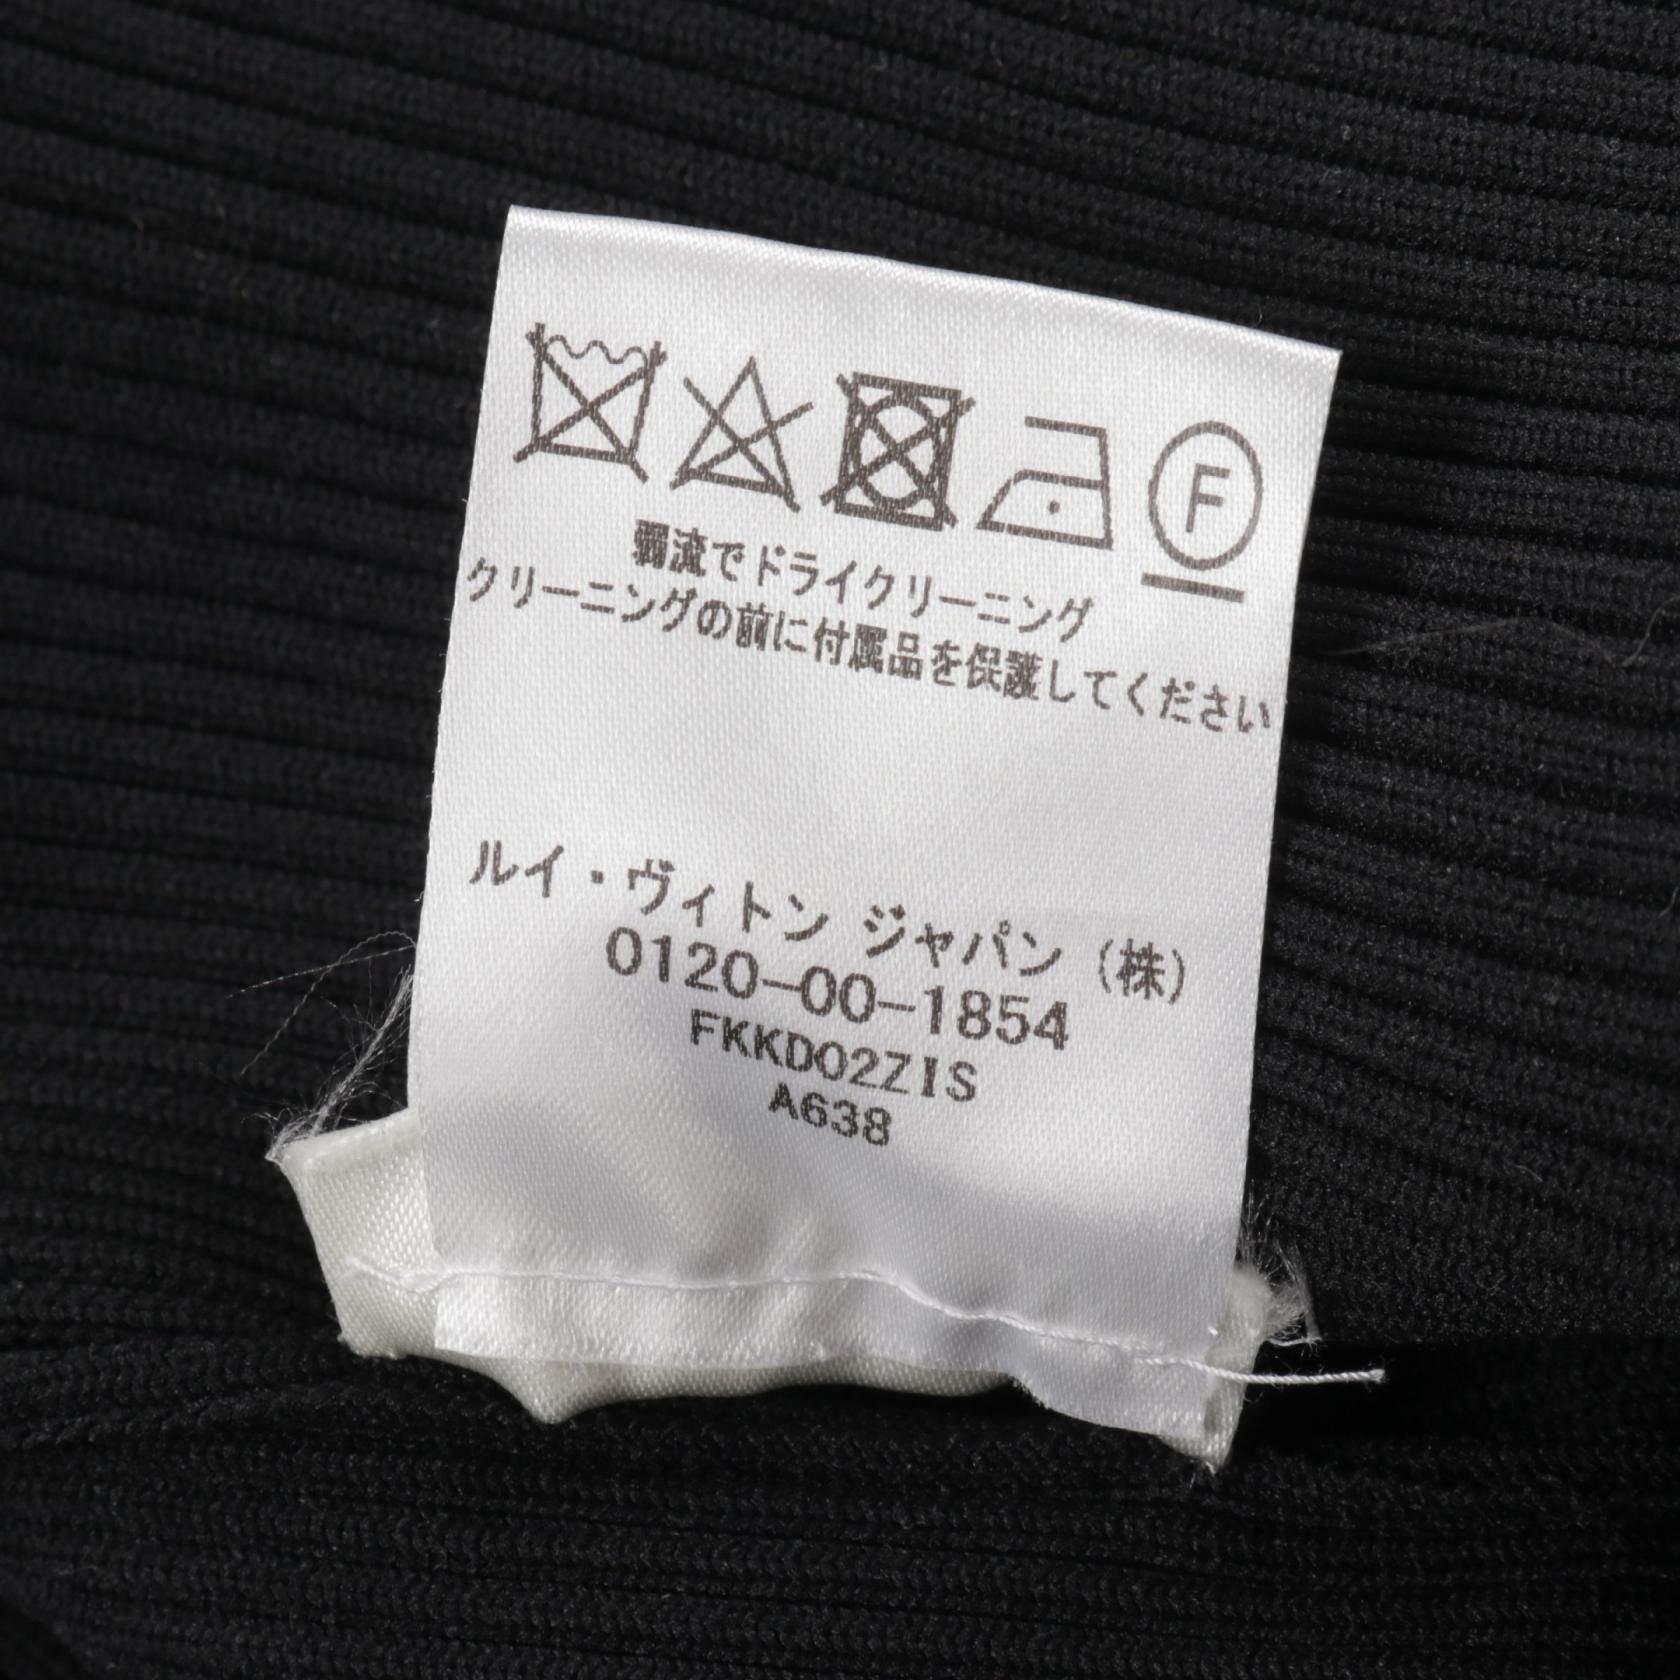 F
弱流でドライクリーニング
クリーニングの前に付属品を保護してください
ルイ・ヴィトン ジャパン (株)
0120-00-1854
FKKD02ZIS
A638